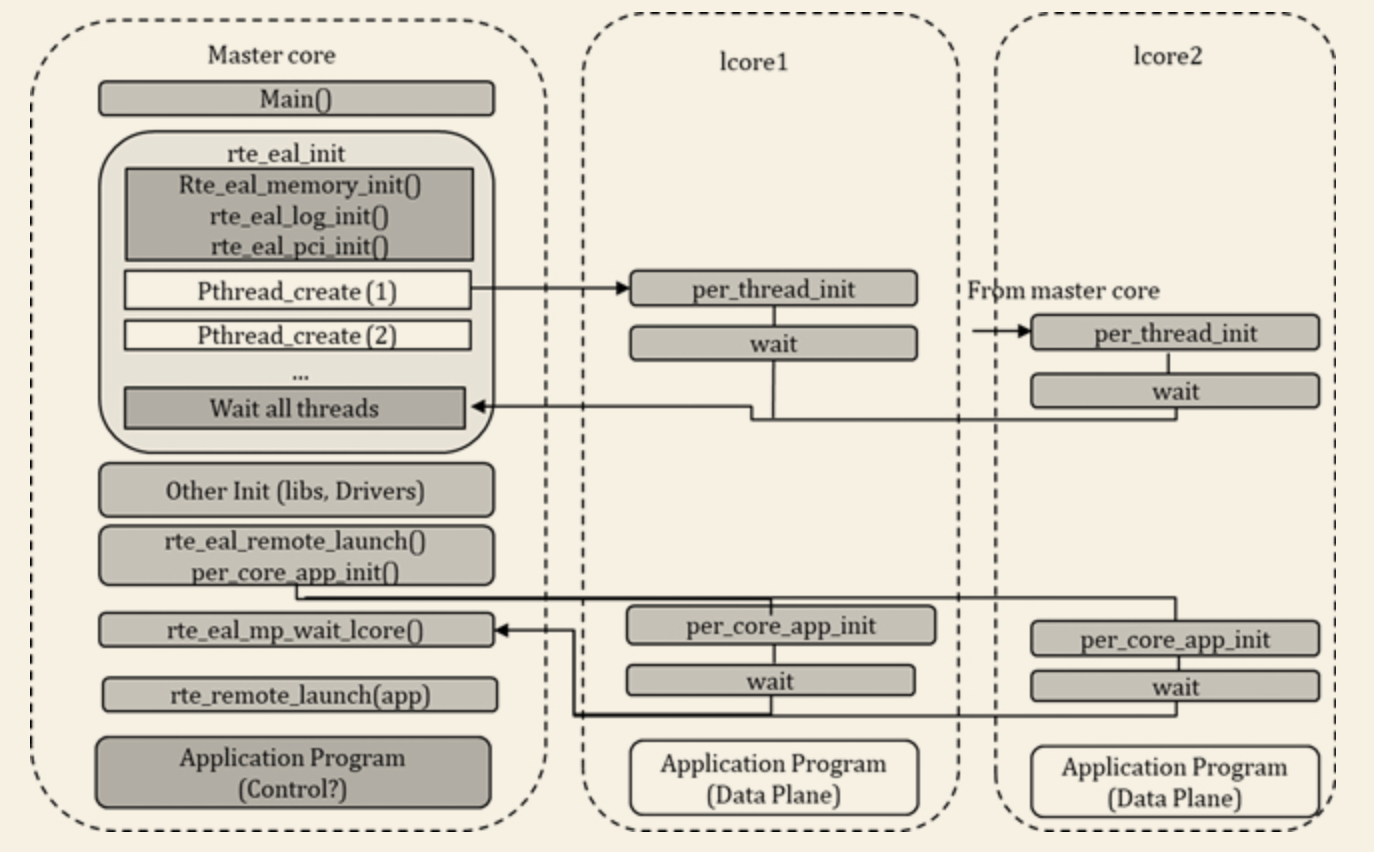 Master core
Main()
rte_eal_init
Rte_eal_memory_init()
rte_eal_log_init()
rte_eal_pci_init()
Pthread_create (1)
Pthread_create (2)
...
Wait all threads
Other Init (libs, Drivers)
rte_eal_remote_launch()
per_core_app_init()
rte_eal_mp_wait_lcore()
rte_remote_launch(app)
Application Program
(Control?)
lcore1
per_thread_init
wait
per_core_app_init
wait
Application Program
(Data Plane)
lcore2
From master core
per_thread_init
wait
per_core_app_init
wait
Application Program
(Data Plane)